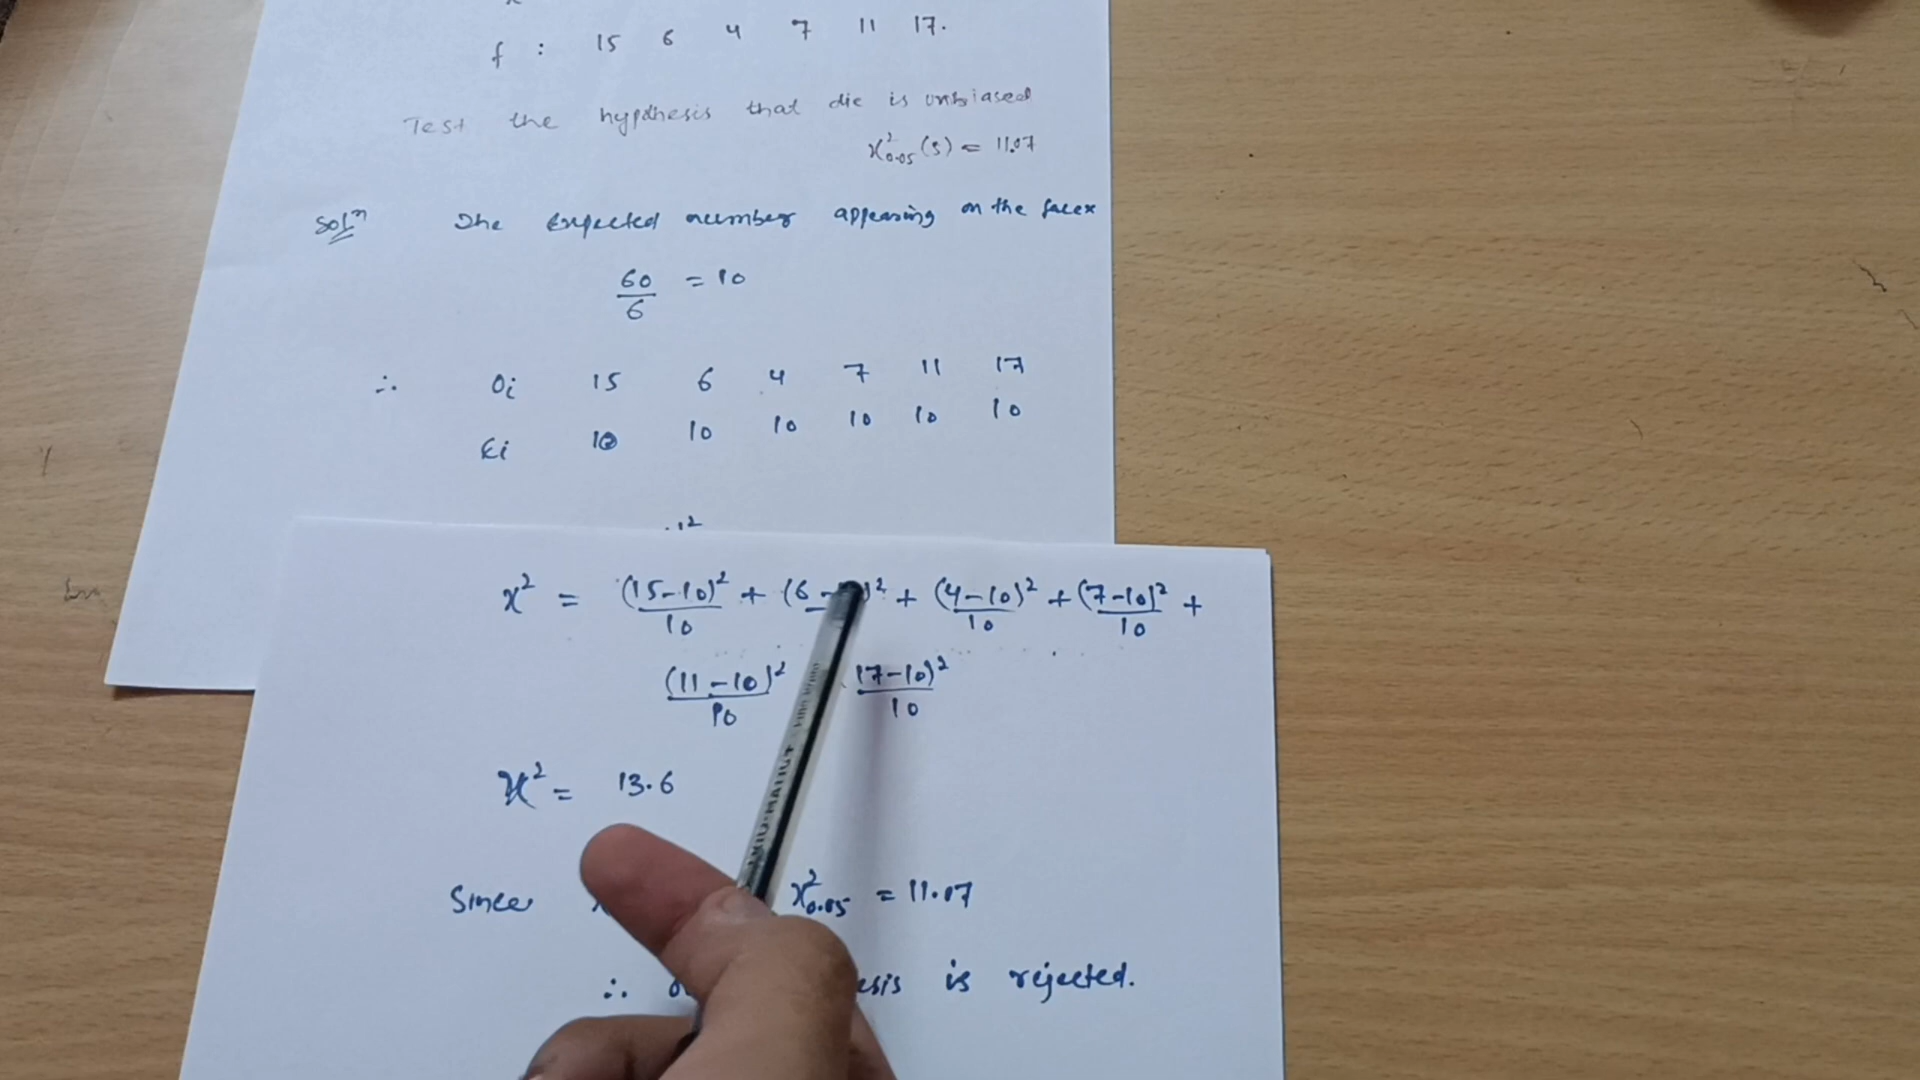 f : 15 6 4 7 11 17.
Test the hypothesis that die is unbiased
χ²0.05 (5) = 11.07
Solⁿ The Expected number appearing on the faces
60/6 = 10
∴ Oi 15 6 4 7 11 17
Ei 10 10 10 10 10 10
χ² = (15-10)²/10 + (6- )² + (4-10)²/10 + (7-10)²/10 +
(11-10)²/10 17-10)²/10
χ² = 13.6
Since χ²0.05 = 11.07
∴ is rejected.